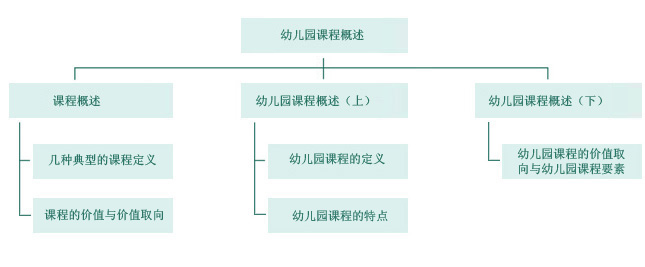 幼儿园课程概述
课程概述
幼儿园课程概述（上）
幼儿园课程概述（下）
几种典型的课程定义
幼儿园课程的定义
幼儿园课程的价值取
向与幼儿园课程要素
课程的价值与价值取向
幼儿园课程的特点